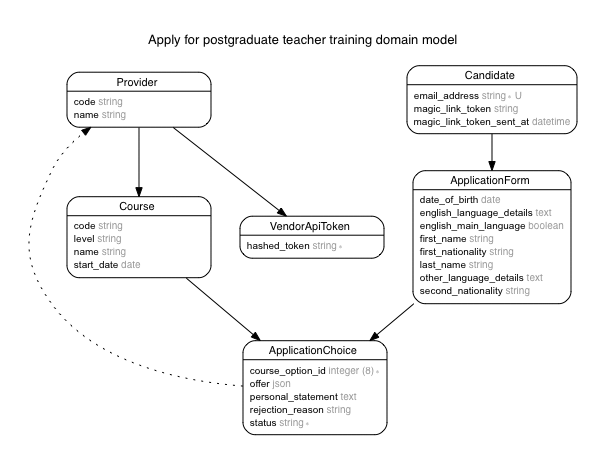 Apply for postgraduate teacher training domain model
Provider
code string
name string
Candidate
email_address string ∗ U
magic_link_token string
magic_link_token_sent_at datetime
Course
code string
level string
name string
start_date date
VendorApiToken
hashed_token string ∗
ApplicationForm
date_of_birth date
english_language_details text
english_main_language boolean
first_name string
first_nationality string
last_name string
other_language_details text
second_nationality string
ApplicationChoice
course_option_id integer (8) ∗
offer json
personal_statement text
rejection_reason string
status string ∗